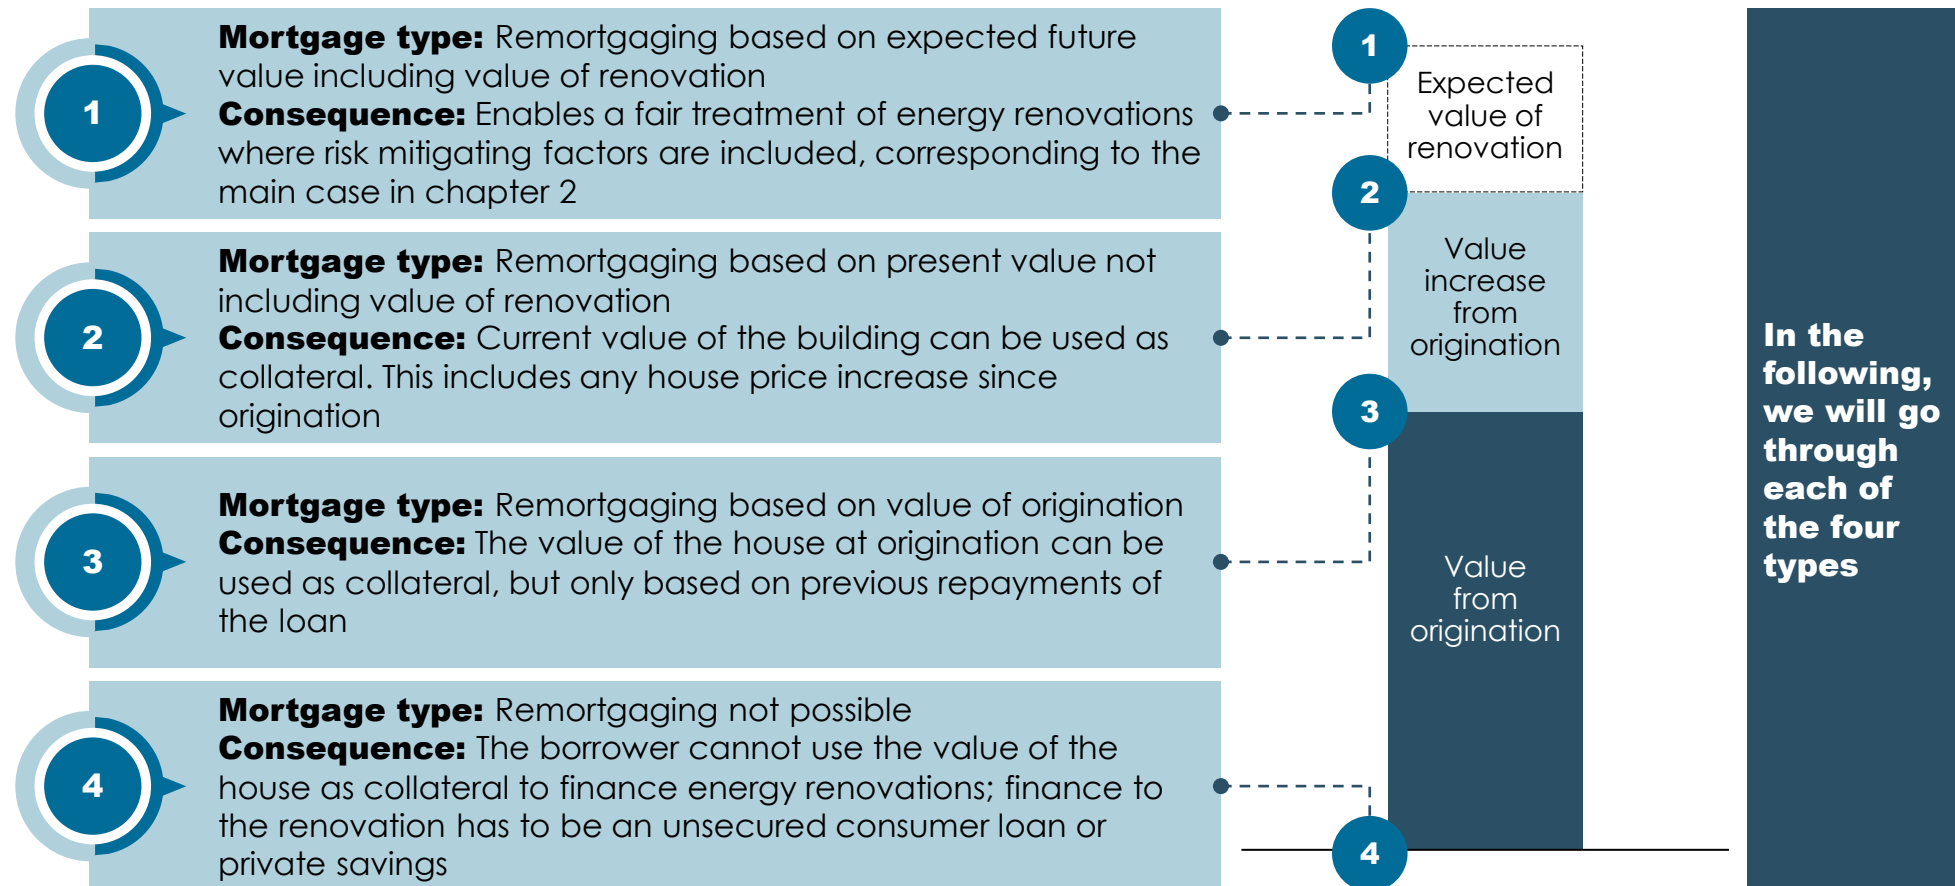 1
Mortgage type: Remortgaging based on expected future
value including value of renovation
Consequence: Enables a fair treatment of energy renovations
where risk mitigating factors are included, corresponding to the
main case in chapter 2
2
Mortgage type: Remortgaging based on present value not
including value of renovation
Consequence: Current value of the building can be used as
collateral. This includes any house price increase since
origination
3
Mortgage type: Remortgaging based on value of origination
Consequence: The value of the house at origination can be
used as collateral, but only based on previous repayments of
the loan
4
Mortgage type: Remortgaging not possible
Consequence: The borrower cannot use the value of the
house as collateral to finance energy renovations; finance to
the renovation has to be an unsecured consumer loan or
private savings
1
Expected
value of
renovation
2
Value
increase
from
origination
3
Value
from
origination
4
In the
following,
we will go
through
each of
the four
types